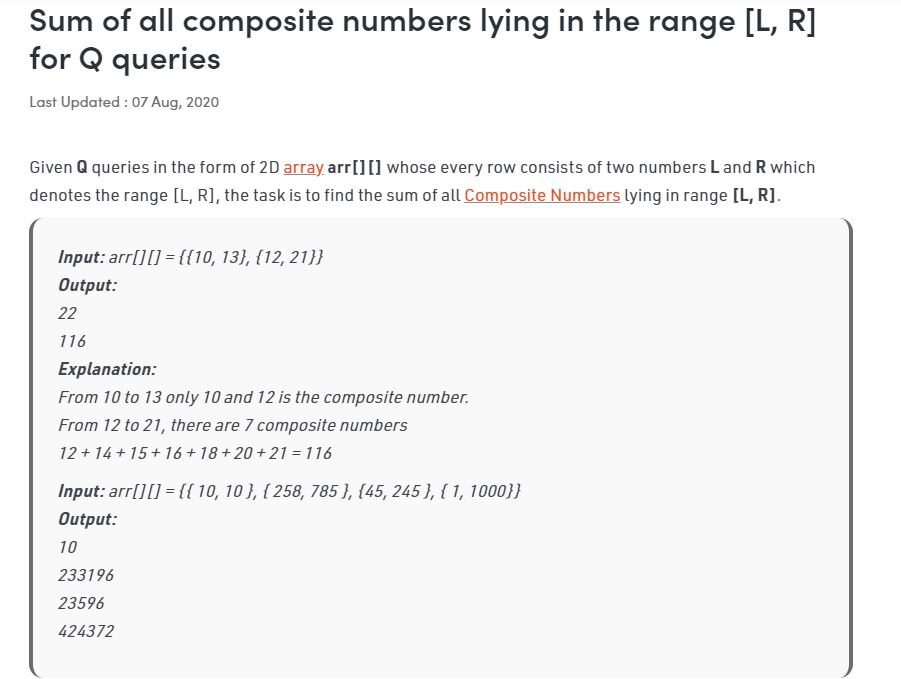 Sum of all composite numbers lying in the range [L, R]
for Q queries
Last Updated : 07 Aug, 2020
Given Q queries in the form of 2D array arr[][] whose every row consists of two numbers L and R which
denotes the range [L, R], the task is to find the sum of all Composite Numbers lying in range [L, R].
Input: arr[][] = {{10, 13}, {12, 21}}
Output:
22
116
Explanation:
From 10 to 13 only 10 and 12 is the composite number.
From 12 to 21, there are 7 composite numbers
12 + 14 + 15 + 16 + 18 + 20 + 21 = 116
Input: arr[][] = {{ 10, 10 }, { 258, 785 }, {45, 245 }, { 1, 1000}}
Output:
10
233196
23596
424372